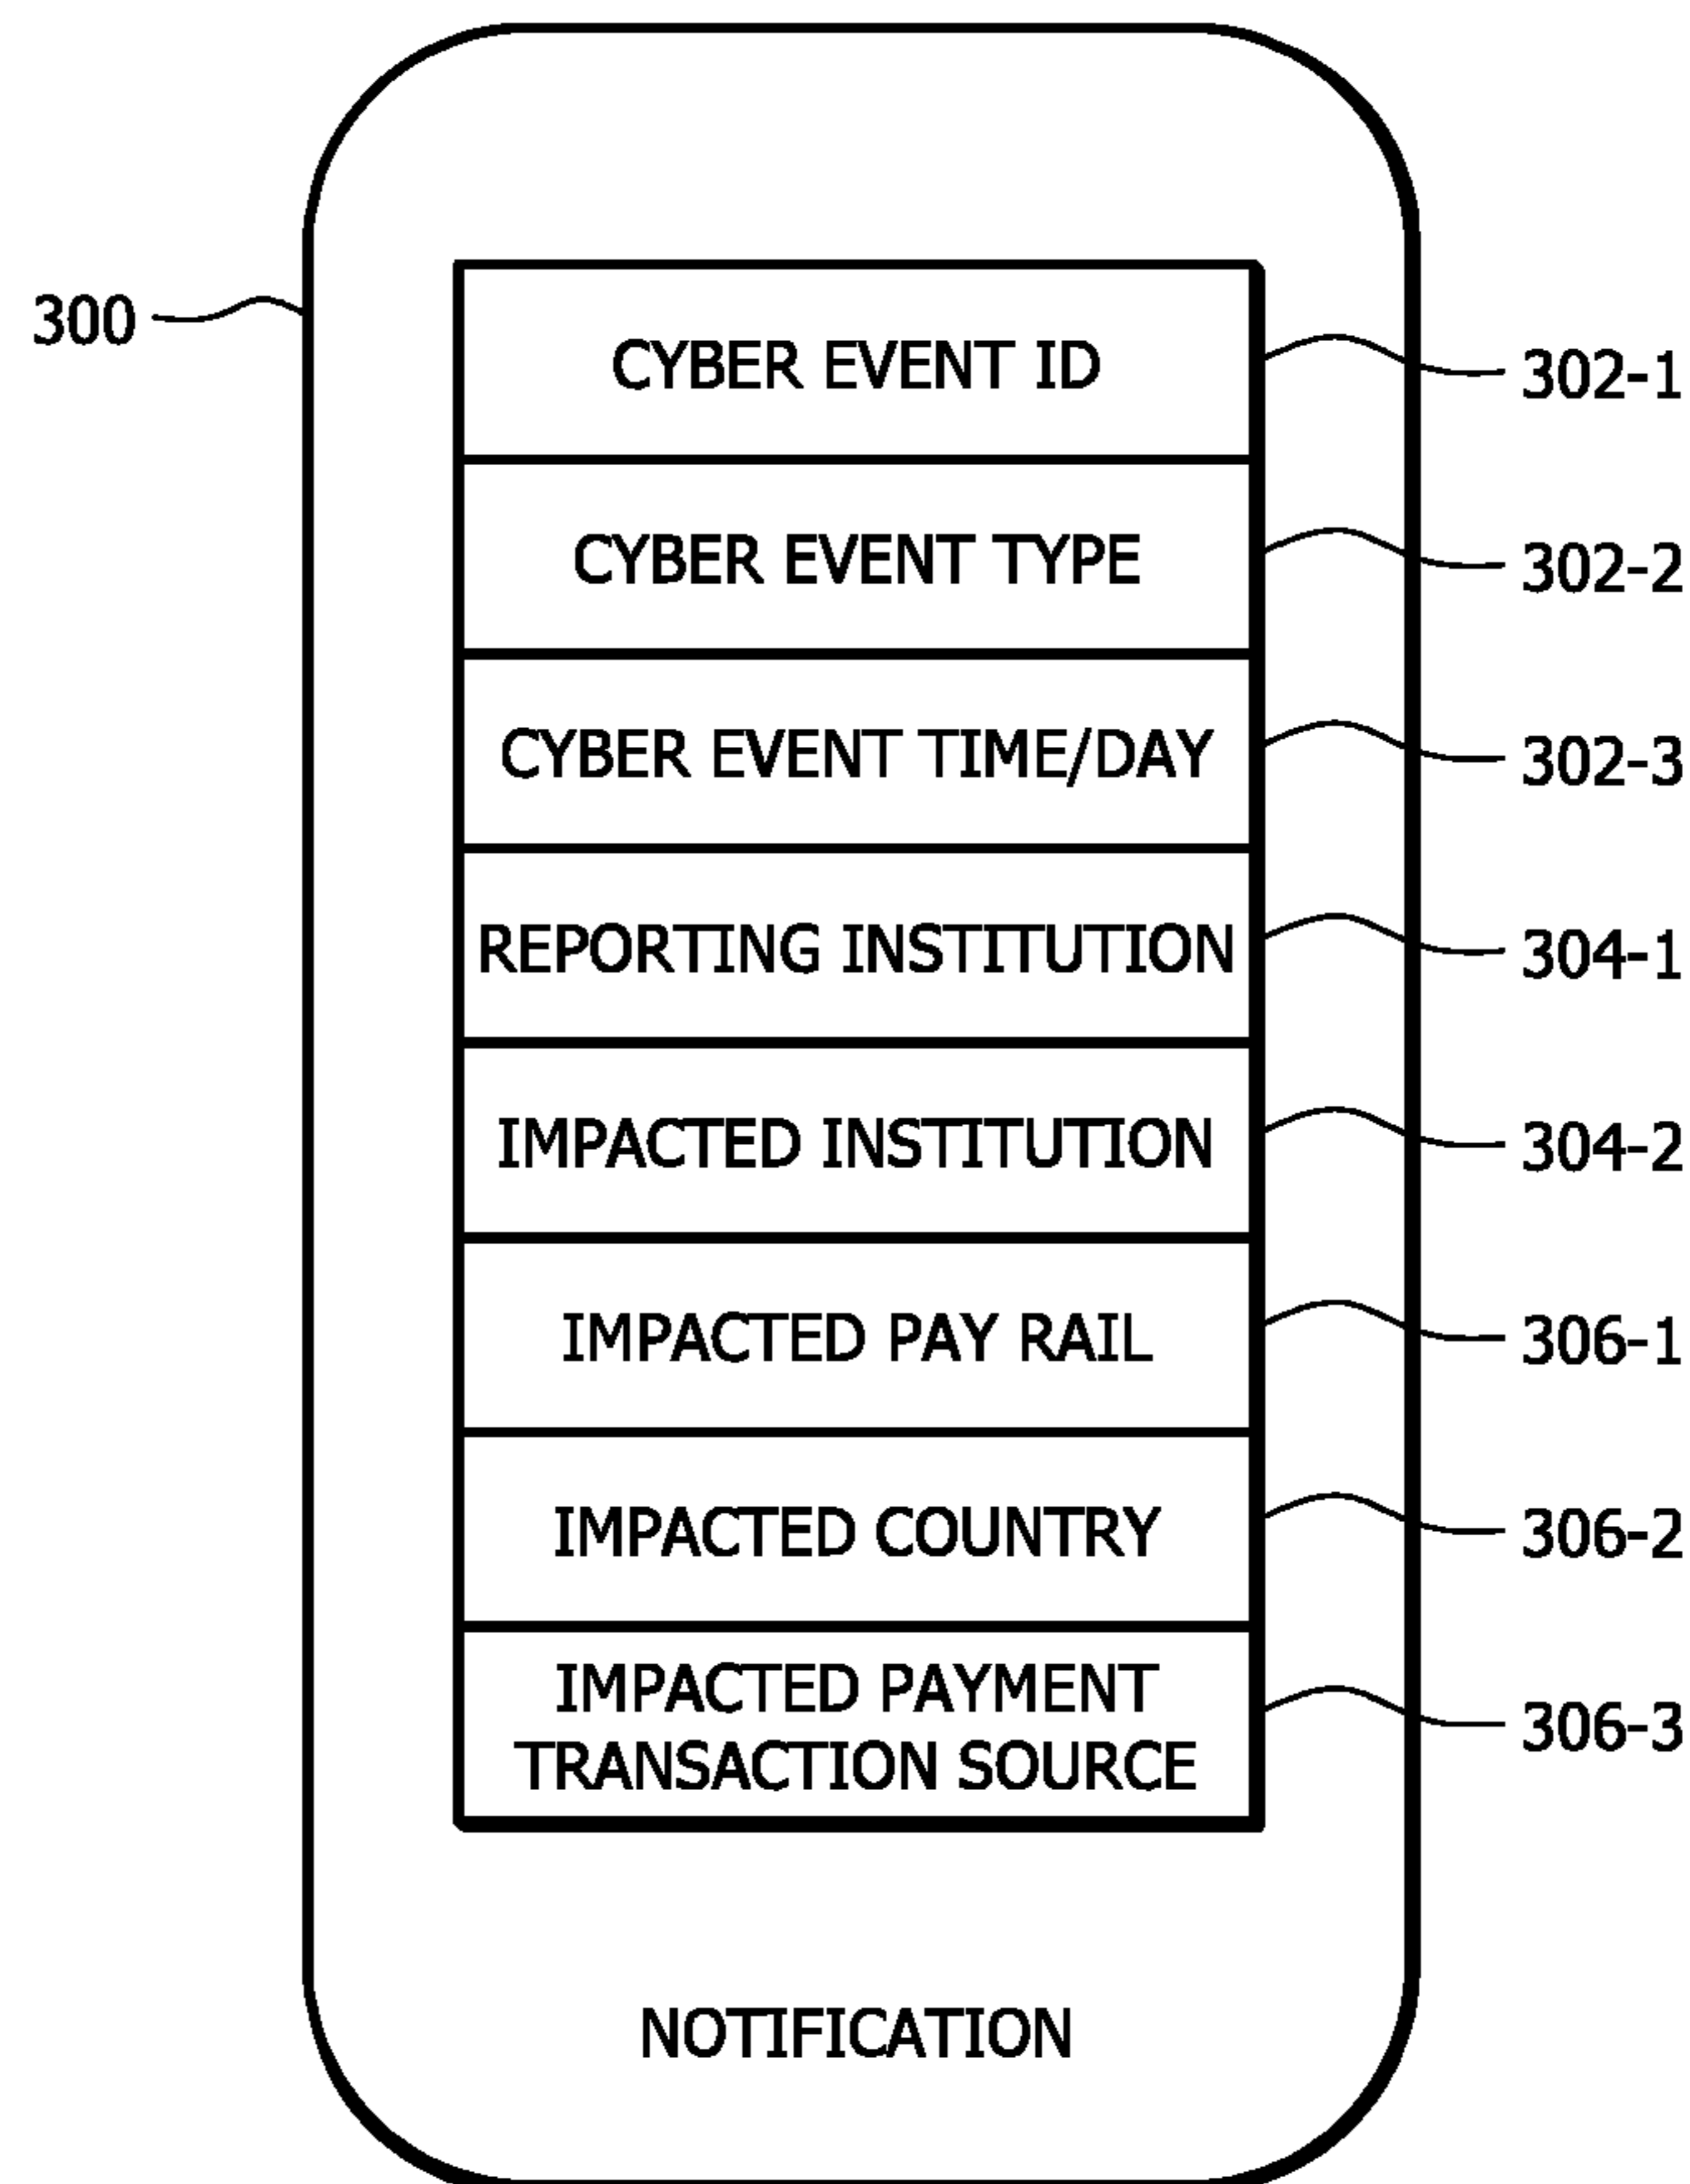 300
CYBER EVENT ID 302-1
CYBER EVENT TYPE 302-2
CYBER EVENT TIME/DAY 302-3
REPORTING INSTITUTION 304-1
IMPACTED INSTITUTION 304-2
IMPACTED PAY RAIL 306-1
IMPACTED COUNTRY 306-2
IMPACTED PAYMENT
TRANSACTION SOURCE 306-3
NOTIFICATION